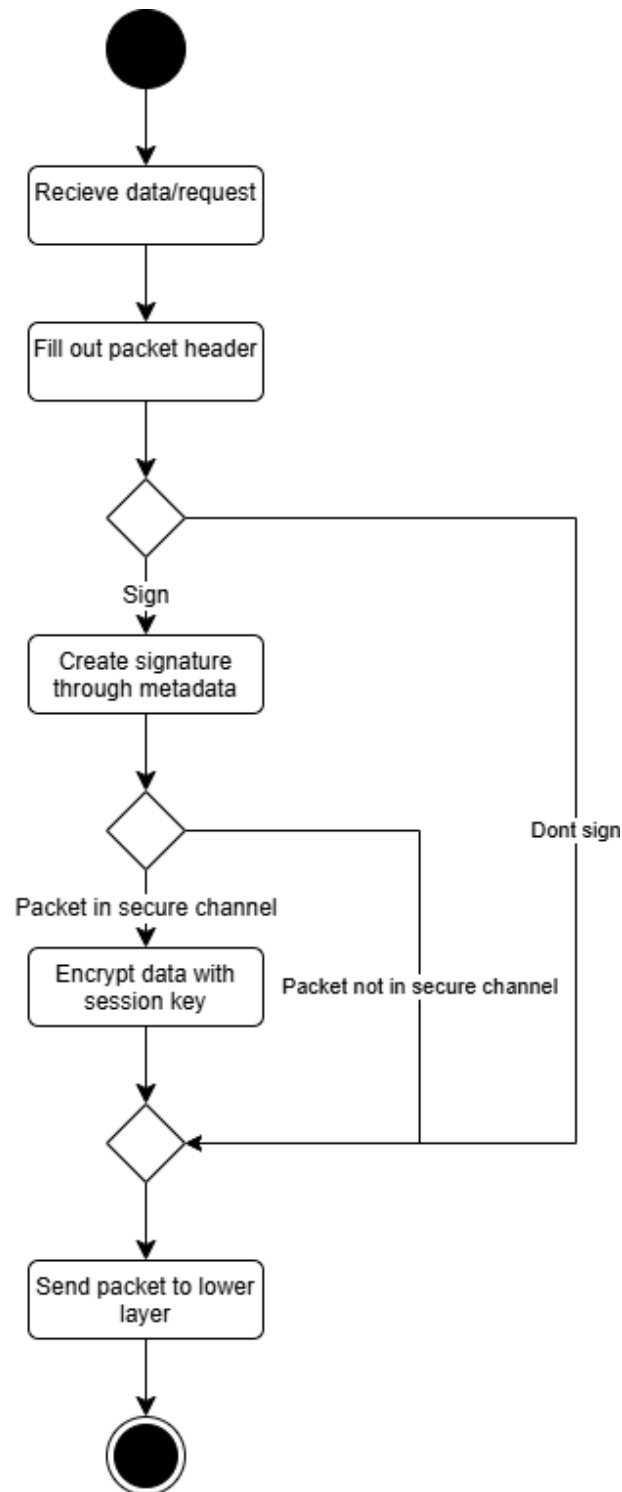 Recieve data/request
Fill out packet header
Sign
Create signature
through metadata
Dont sign
Packet in secure channel
Encrypt data with
session key
Packet not in secure channel
Send packet to lower
layer